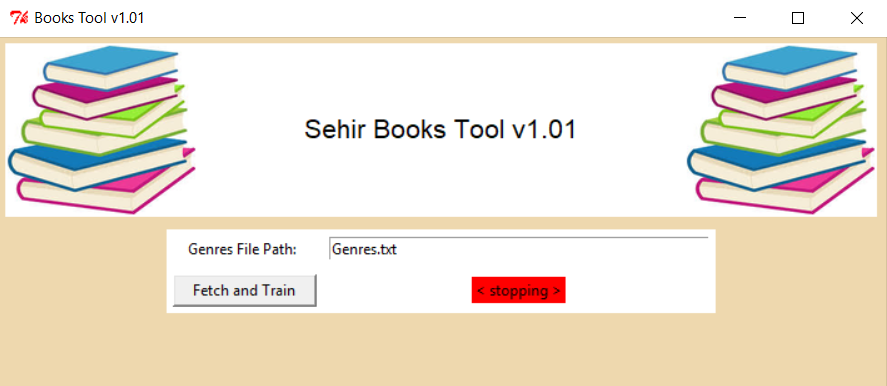 Books Tool v1.01
Sehir Books Tool v1.01
Genres File Path: Genres.txt
Fetch and Train < stopping >